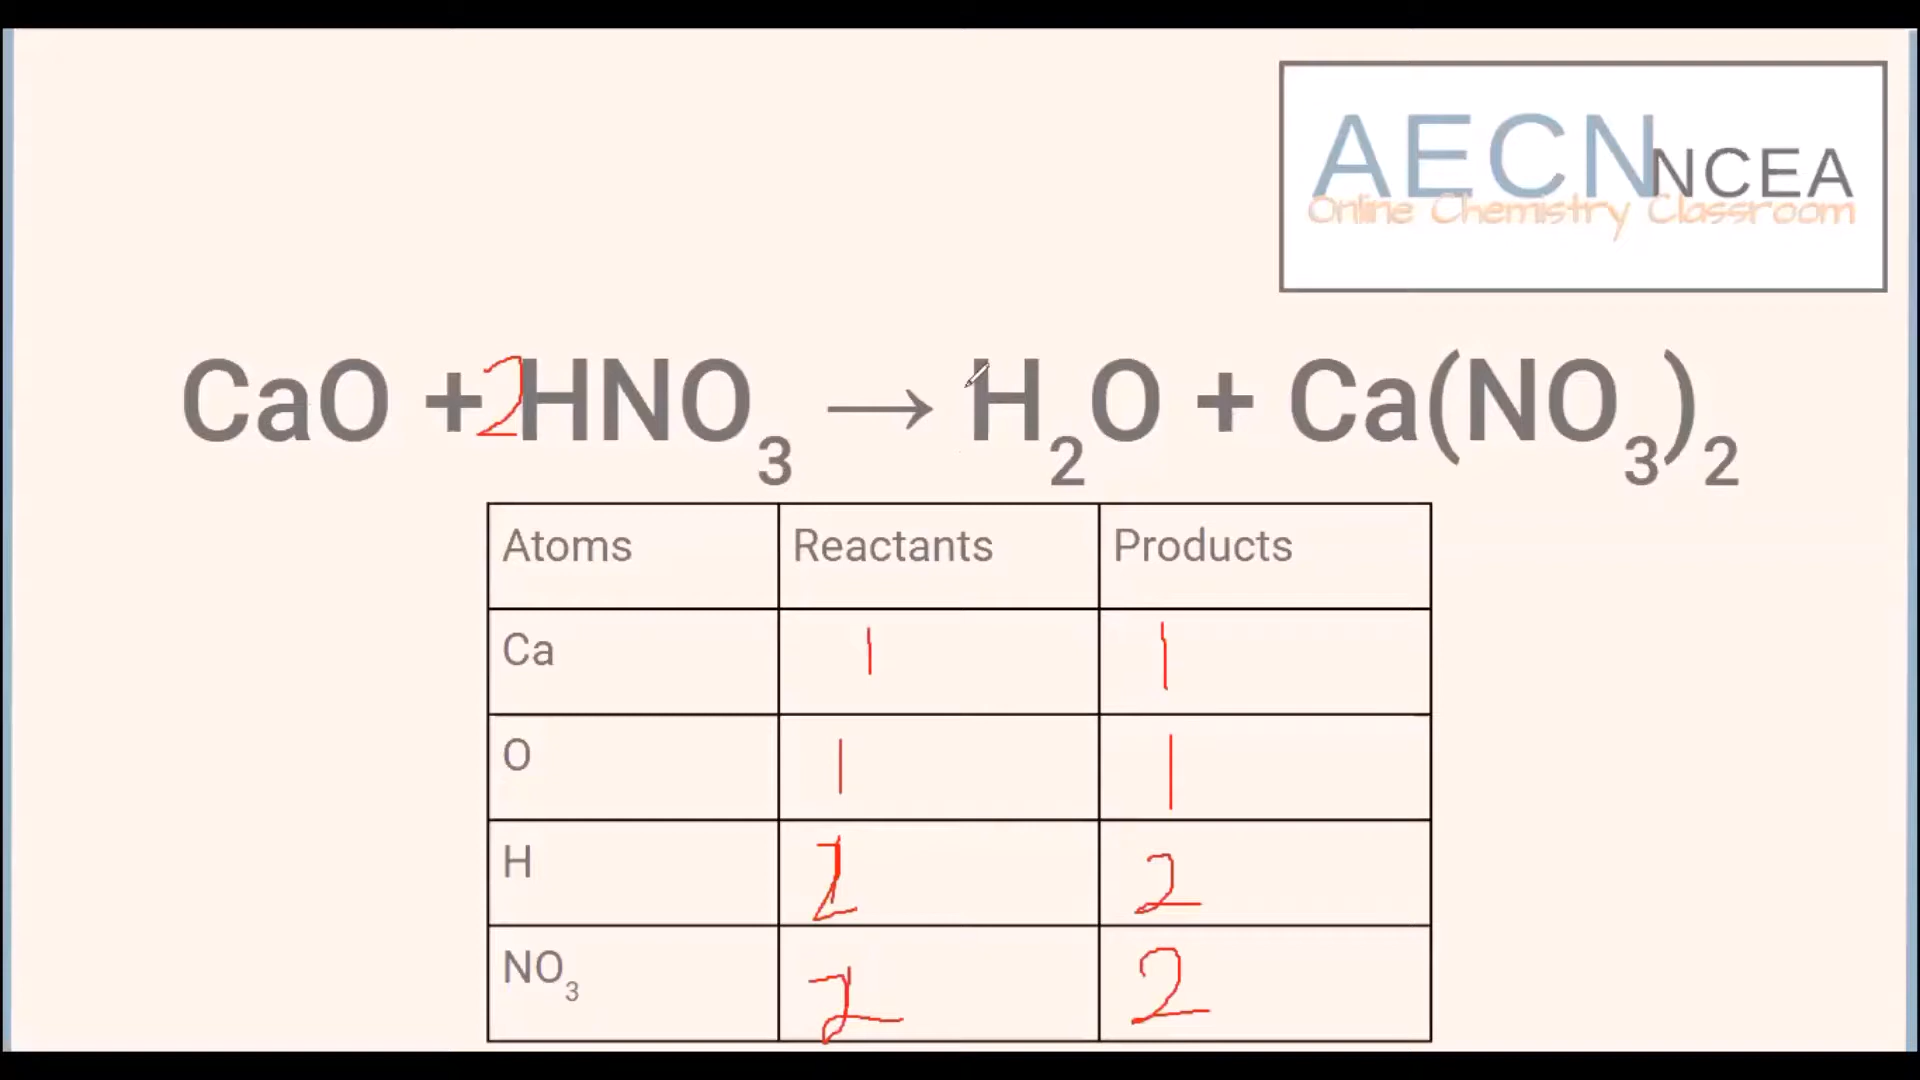 AECN NCEA
Online Chemistry Classroom
CaO + 2HNO₃ → H₂O + Ca(NO₃)₂
Atoms Reactants Products
Ca 1 1
O 1 1
H 2 2
NO₃ 2 2